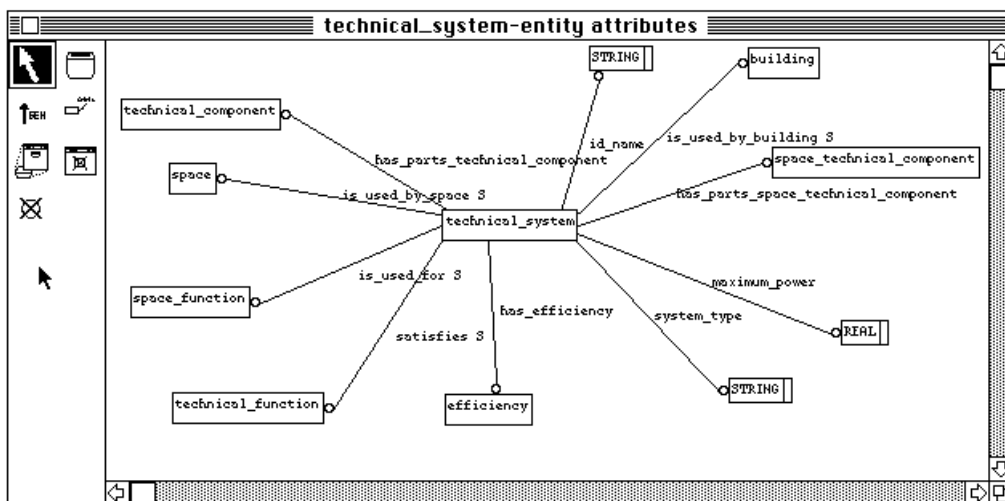 technical_system-entity attributes
STRING
building
technical_component
id_name
is_used_by_building S
has_parts_technical_component
space_technical_component
space
is_used_by_space S
has_parts_space_technical_component
technical_system
is_used_for S
maximum_power
space_function
has_efficiency
system_type
satisfies S
REAL
STRING
technical_function
efficiency